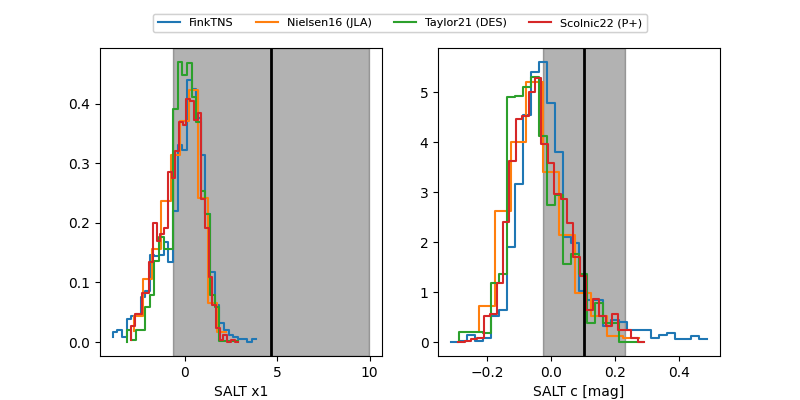 FinkTNS Nielsen16 (JLA) Taylor21 (DES) Scolnic22 (P+)
0.4
0.3
0.2
0.1
0.0
0 5 10
SALT x1
5
4
3
2
1
0
−0.2 0.0 0.2 0.4
SALT c [mag]